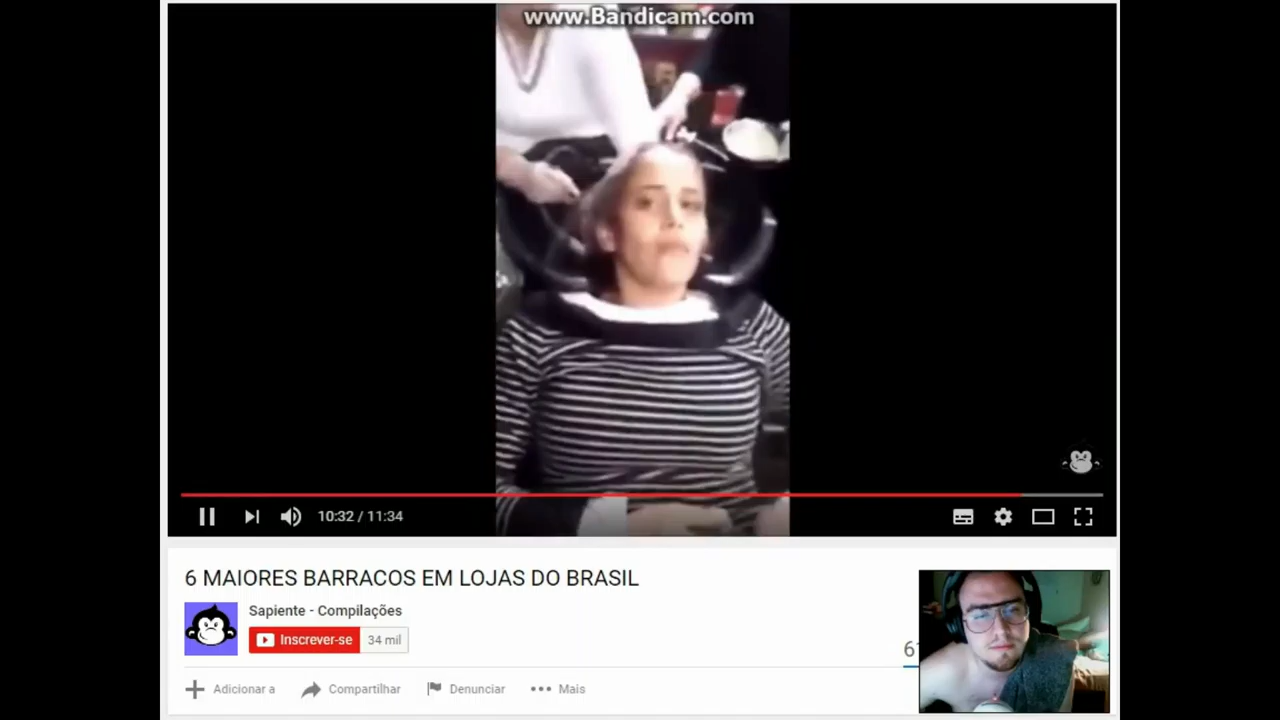 www.Bandicam.com
10:32 / 11:34
6 MAIORES BARRACOS EM LOJAS DO BRASIL
Sapiente - Compilações
Inscrever-se 34 mil
Adicionar a Compartilhar Denunciar Mais